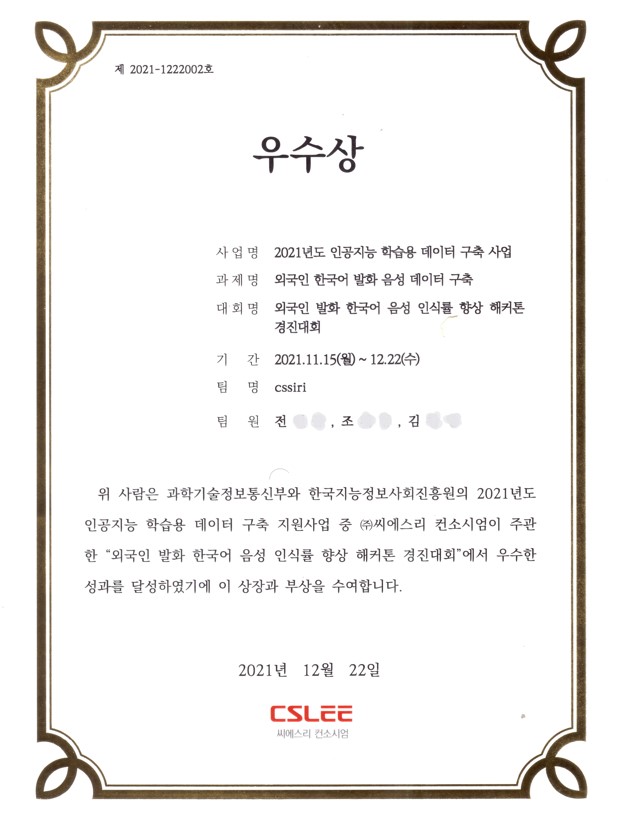 제 2021-1222002호
우수상
사업명 2021년도 인공지능 학습용 데이터 구축 사업
과제명 외국인 한국어 발화 음성 데이터 구축
대회명 외국인 발화 한국어 음성 인식률 향상 해커톤
경진대회
기 간 2021.11.15(월) ~ 12.22(수)
팀 명 cssiri
팀 원 전 , 조 , 김
위 사람은 과학기술정보통신부와 한국지능정보사회진흥원의 2021년도
인공지능 학습용 데이터 구축 지원사업 중 ㈜씨에스리 컨소시엄이 주관
한 "외국인 발화 한국어 음성 인식률 향상 해커톤 경진대회"에서 우수한
성과를 달성하였기에 이 상장과 부상을 수여합니다.
2021년 12월 22일
CSLEE
씨에스리 컨소시엄